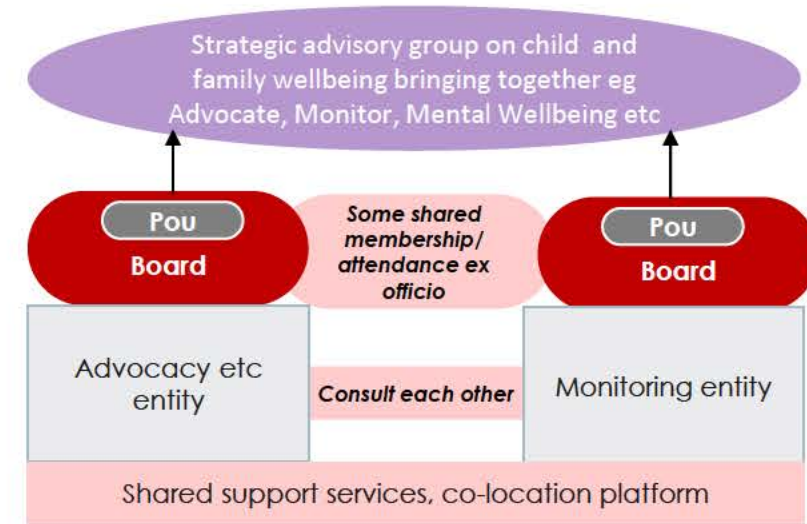 Strategic advisory group on child and
family wellbeing bringing together eg
Advocate, Monitor, Mental Wellbeing etc
Pou
Board
Some shared
membership/
attendance ex
officio
Pou
Board
Advocacy etc
entity
Consult each other
Monitoring entity
Shared support services, co-location platform